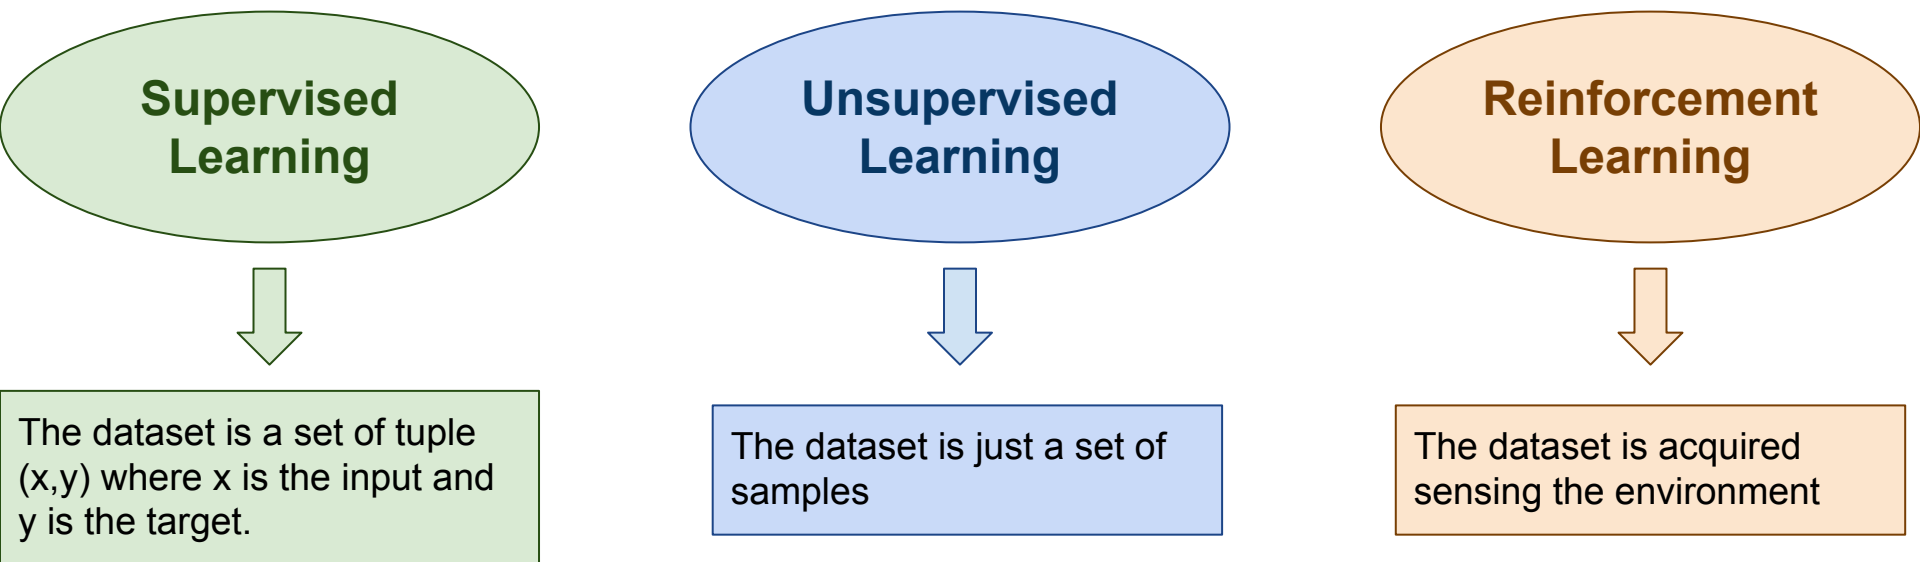 Supervised
Learning
Unsupervised
Learning
Reinforcement
Learning
The dataset is a set of tuple
(x,y) where x is the input and
y is the target.
The dataset is just a set of
samples
The dataset is acquired
sensing the environment